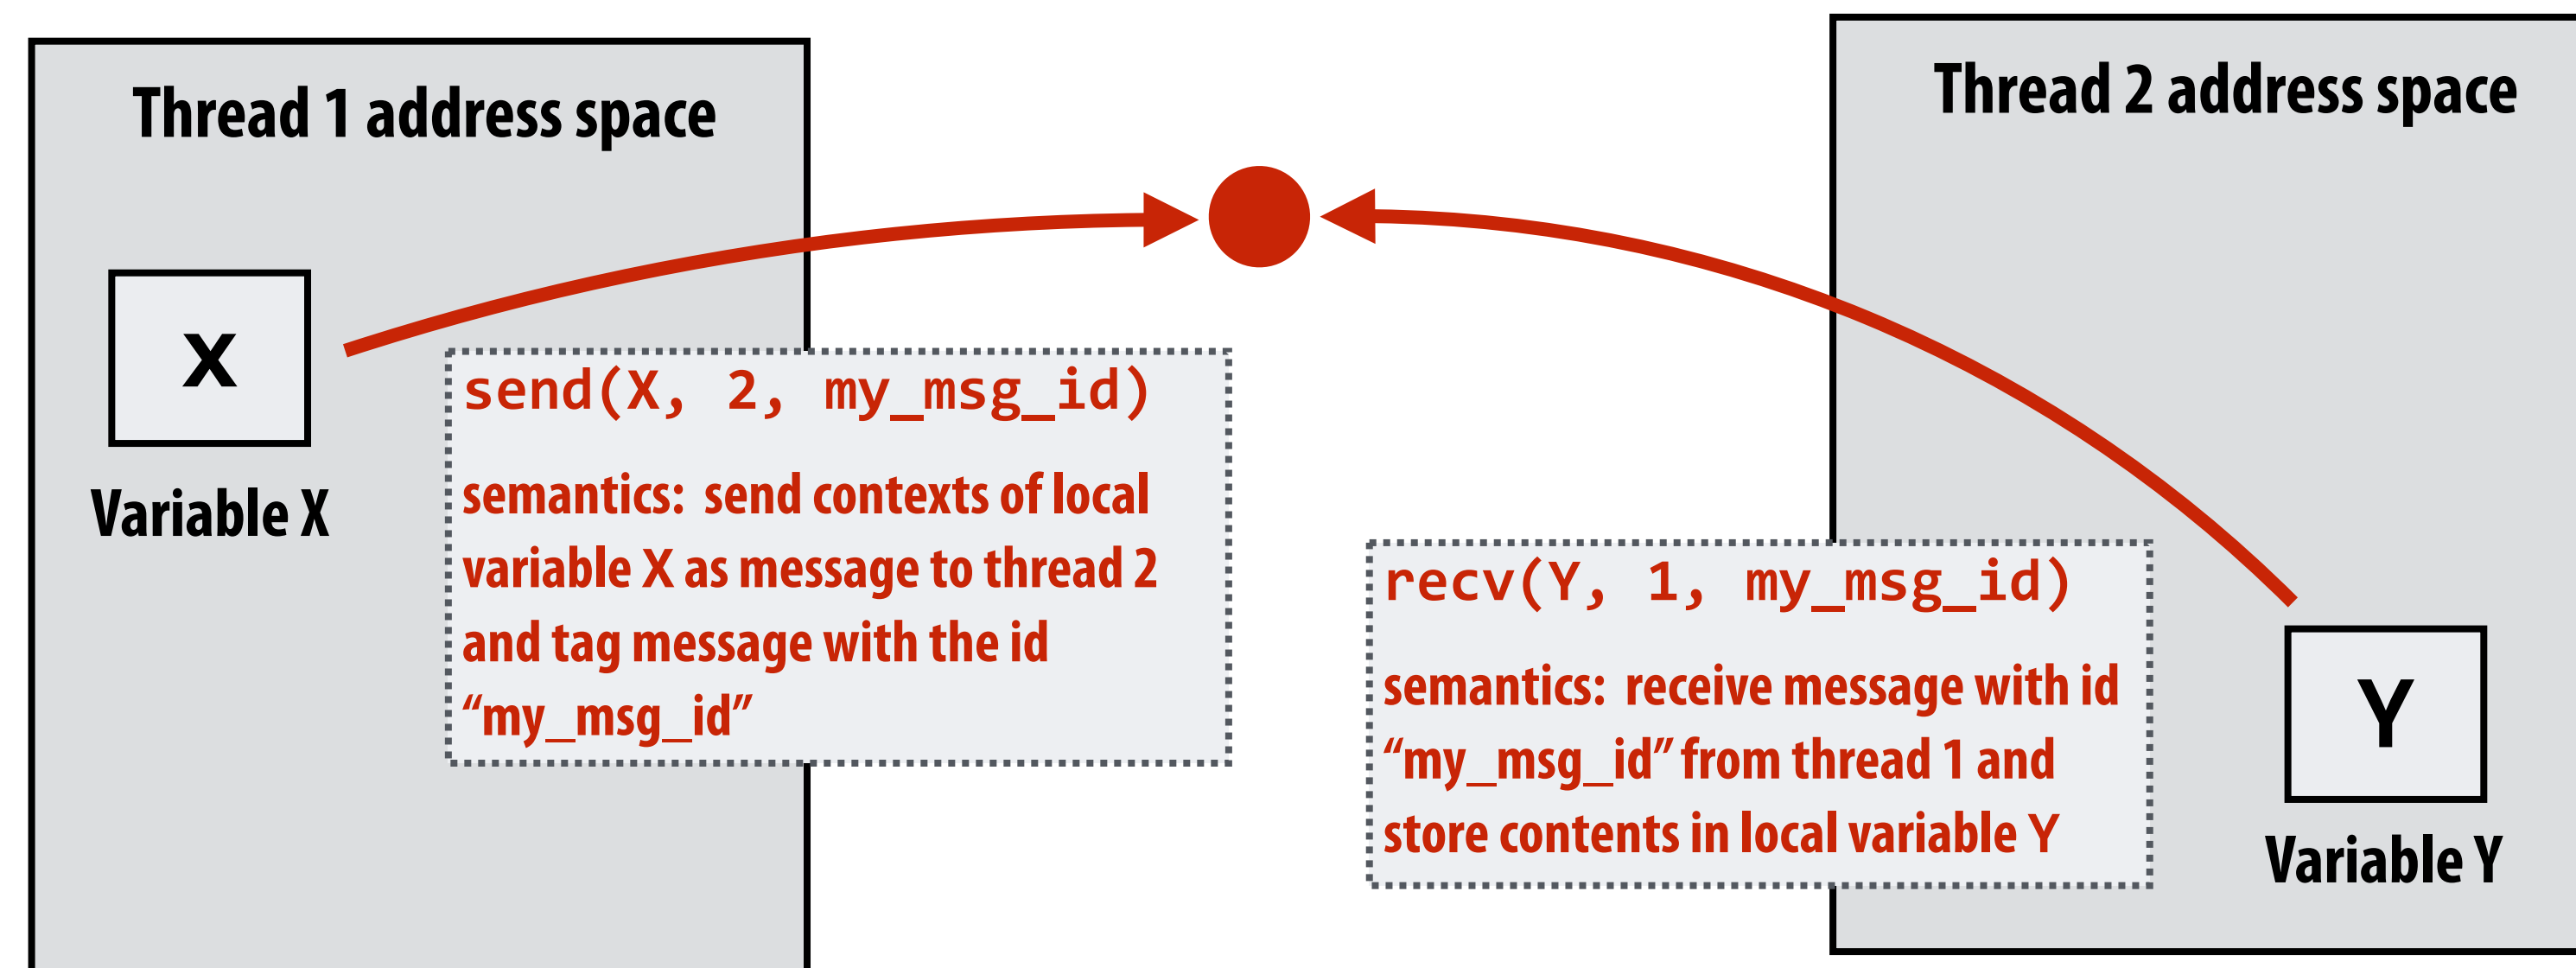 Thread 1 address space
x
Variable X
send(X, 2, my_msg_id)
semantics:  send contexts of local
variable X as message to thread 2
and tag message with the id
“my_msg_id”
Thread 2 address space
recv(Y, 1, my_msg_id)
semantics:  receive message with id
“my_msg_id” from thread 1 and
store contents in local variable Y
Y
Variable Y